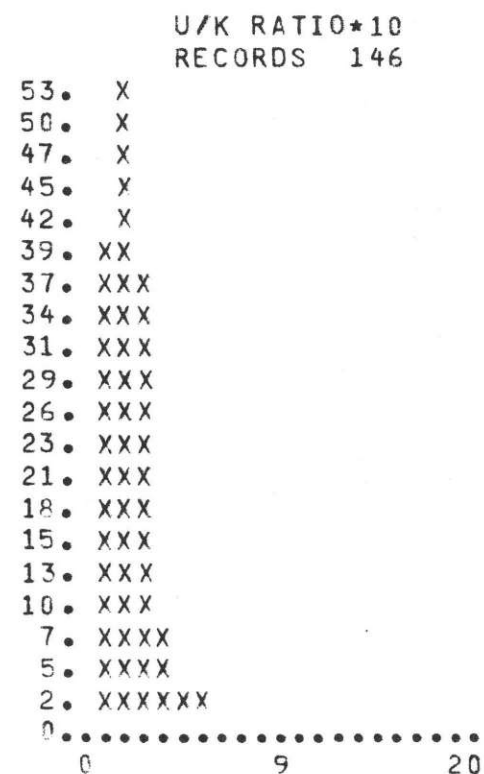 U/K RATIO*10
RECORDS 146
53. X
50. X
47. X
45. X
42. X
39. XX
37. XXX
34. XXX
31. XXX
29. XXX
26. XXX
23. XXX
21. XXX
18. XXX
15. XXX
13. XXX
10. XXX
7. XXXX
5. XXXX
2. XXXXXX
0......................
0 9 20